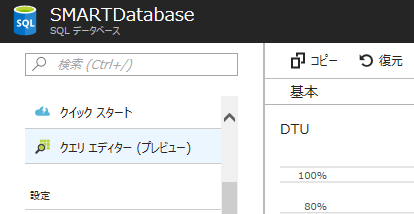 SMARTDatabase
SQL データベース
検索 (Ctrl+/)
クイック スタート
クエリ エディター (プレビュー)
設定
コピー
復元
基本
DTU
100%
80%